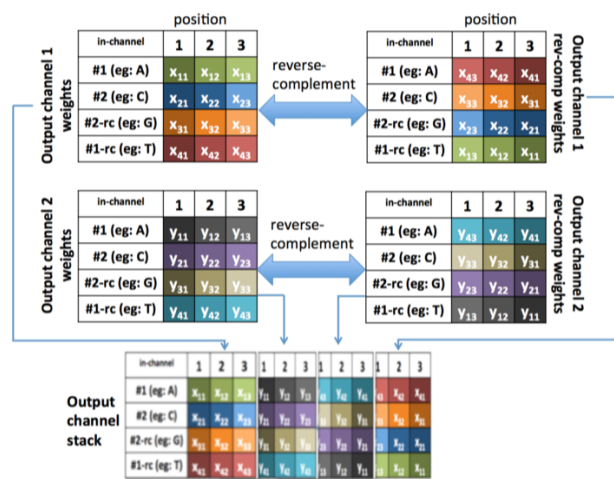 position
position
in-channel 1 2 3
#1 (eg: A) x11 x12 x13
#2 (eg: C) x21 x22 x23
#2-rc (eg: G) x31 x32 x33
#1-rc (eg: T) x41 x42 x43
Output channel 1
weights
reverse-
complement
in-channel 1 2 3
#1 (eg: A) x43 x42 x41
#2 (eg: C) x33 x32 x31
#2-rc (eg: G) x23 x22 x21
#1-rc (eg: T) x13 x12 x11
Output channel 1
rev-comp weights
in-channel 1 2 3
#1 (eg: A) y11 y12 y13
#2 (eg: C) y21 y22 y23
#2-rc (eg: G) y31 y32 y33
#1-rc (eg: T) y41 y42 y43
Output channel 2
weights
reverse-
complement
in-channel 1 2 3
#1 (eg: A) y43 y42 y41
#2 (eg: C) y33 y32 y31
#2-rc (eg: G) y23 y22 y21
#1-rc (eg: T) y13 y12 y11
Output channel 2
rev-comp weights
Output
channel
stack
in-channel 1 2 3 1 2 3 1 2 3 1 2 3
#1 (eg: A) x11 x12 x13 y11 y12 y13 43 y42 y41 43 x42 x41
#2 (eg: C) x21 x22 x23 y21 y22 y23 33 y32 y31 33 x32 x31
#2-rc (eg: G) x31 x32 x33 y31 y32 y33 23 y22 y21 23 x22 x21
#1-rc (eg: T) x41 x42 x43 y41 y42 y43 13 y12 y11 13 x12 x11